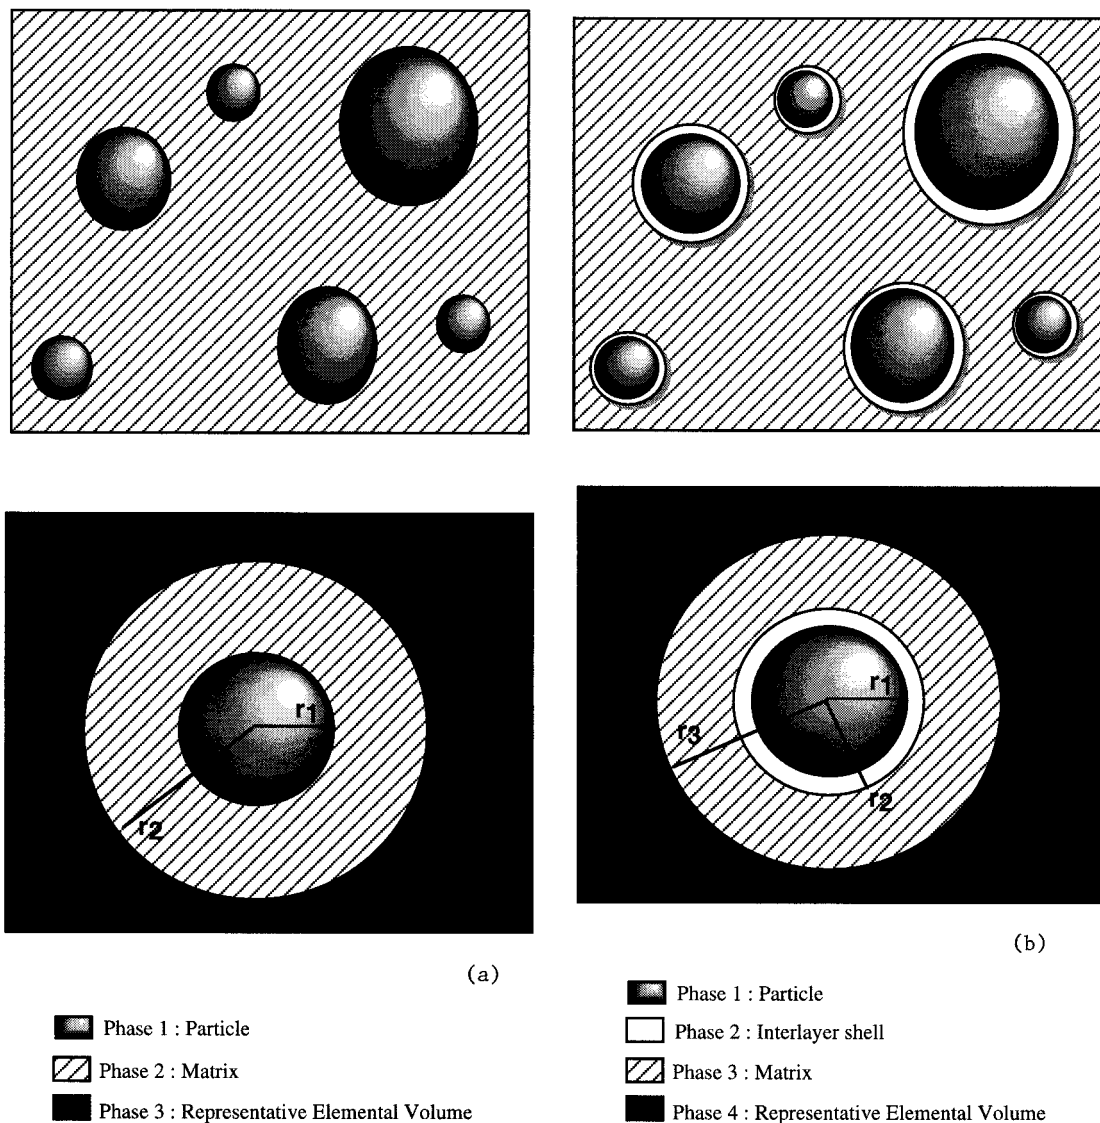 r1
r2
r1
r3
r2
(a)
Phase 1 : Particle
Phase 2 : Matrix
Phase 3 : Representative Elemental Volume
(b)
Phase 1 : Particle
Phase 2 : Interlayer shell
Phase 3 : Matrix
Phase 4 : Representative Elemental Volume